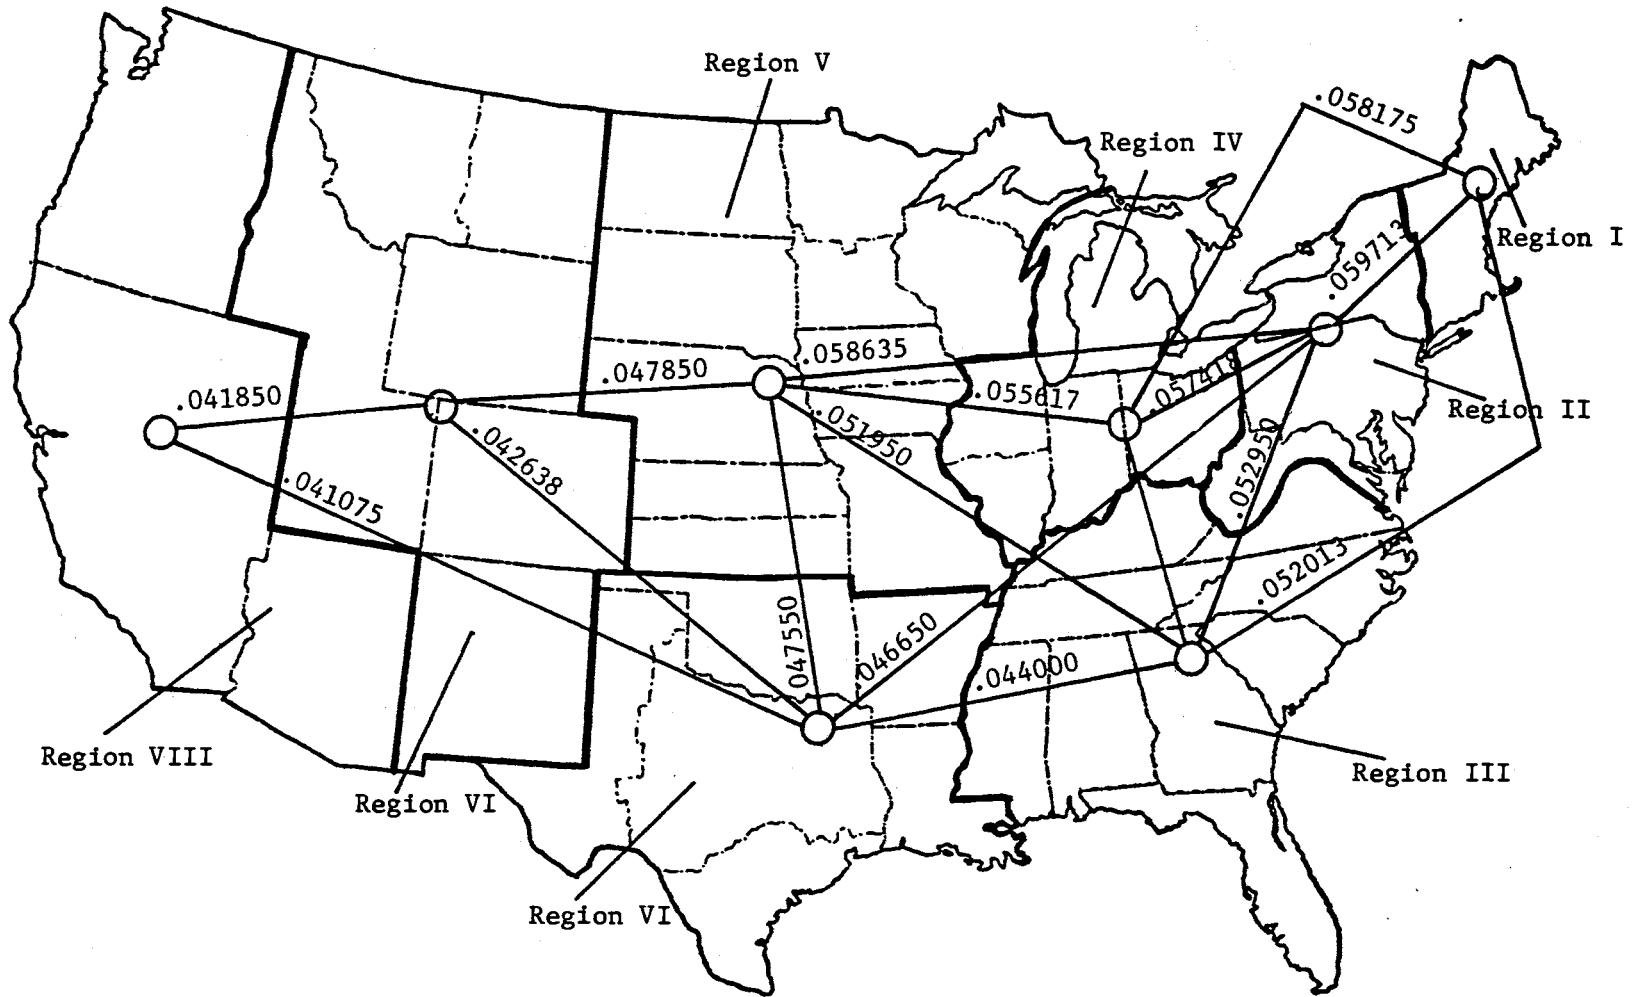 Region V
.058175
Region IV
Region I
.059713
.058635
.047850
.041850
.055617
.057418
Region II
.051950
.042638
.052950
.041075
.052013
.047550
.046650
.044000
Region VIII
Region III
Region VI
Region VI